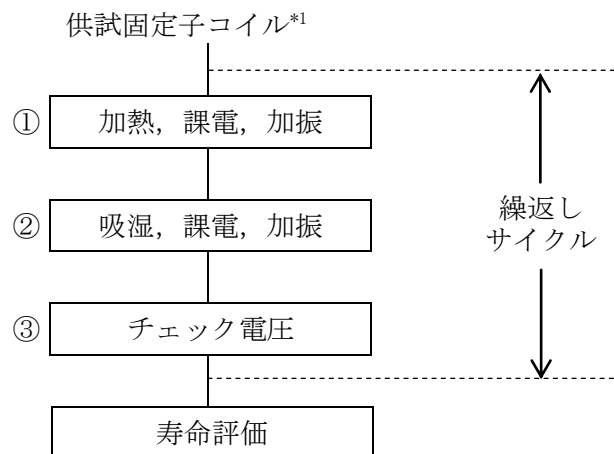 供試固定子コイル*1
① 加熱，課電，加振
② 吸湿，課電，加振
繰返し
サイクル
③ チェック電圧
寿命評価